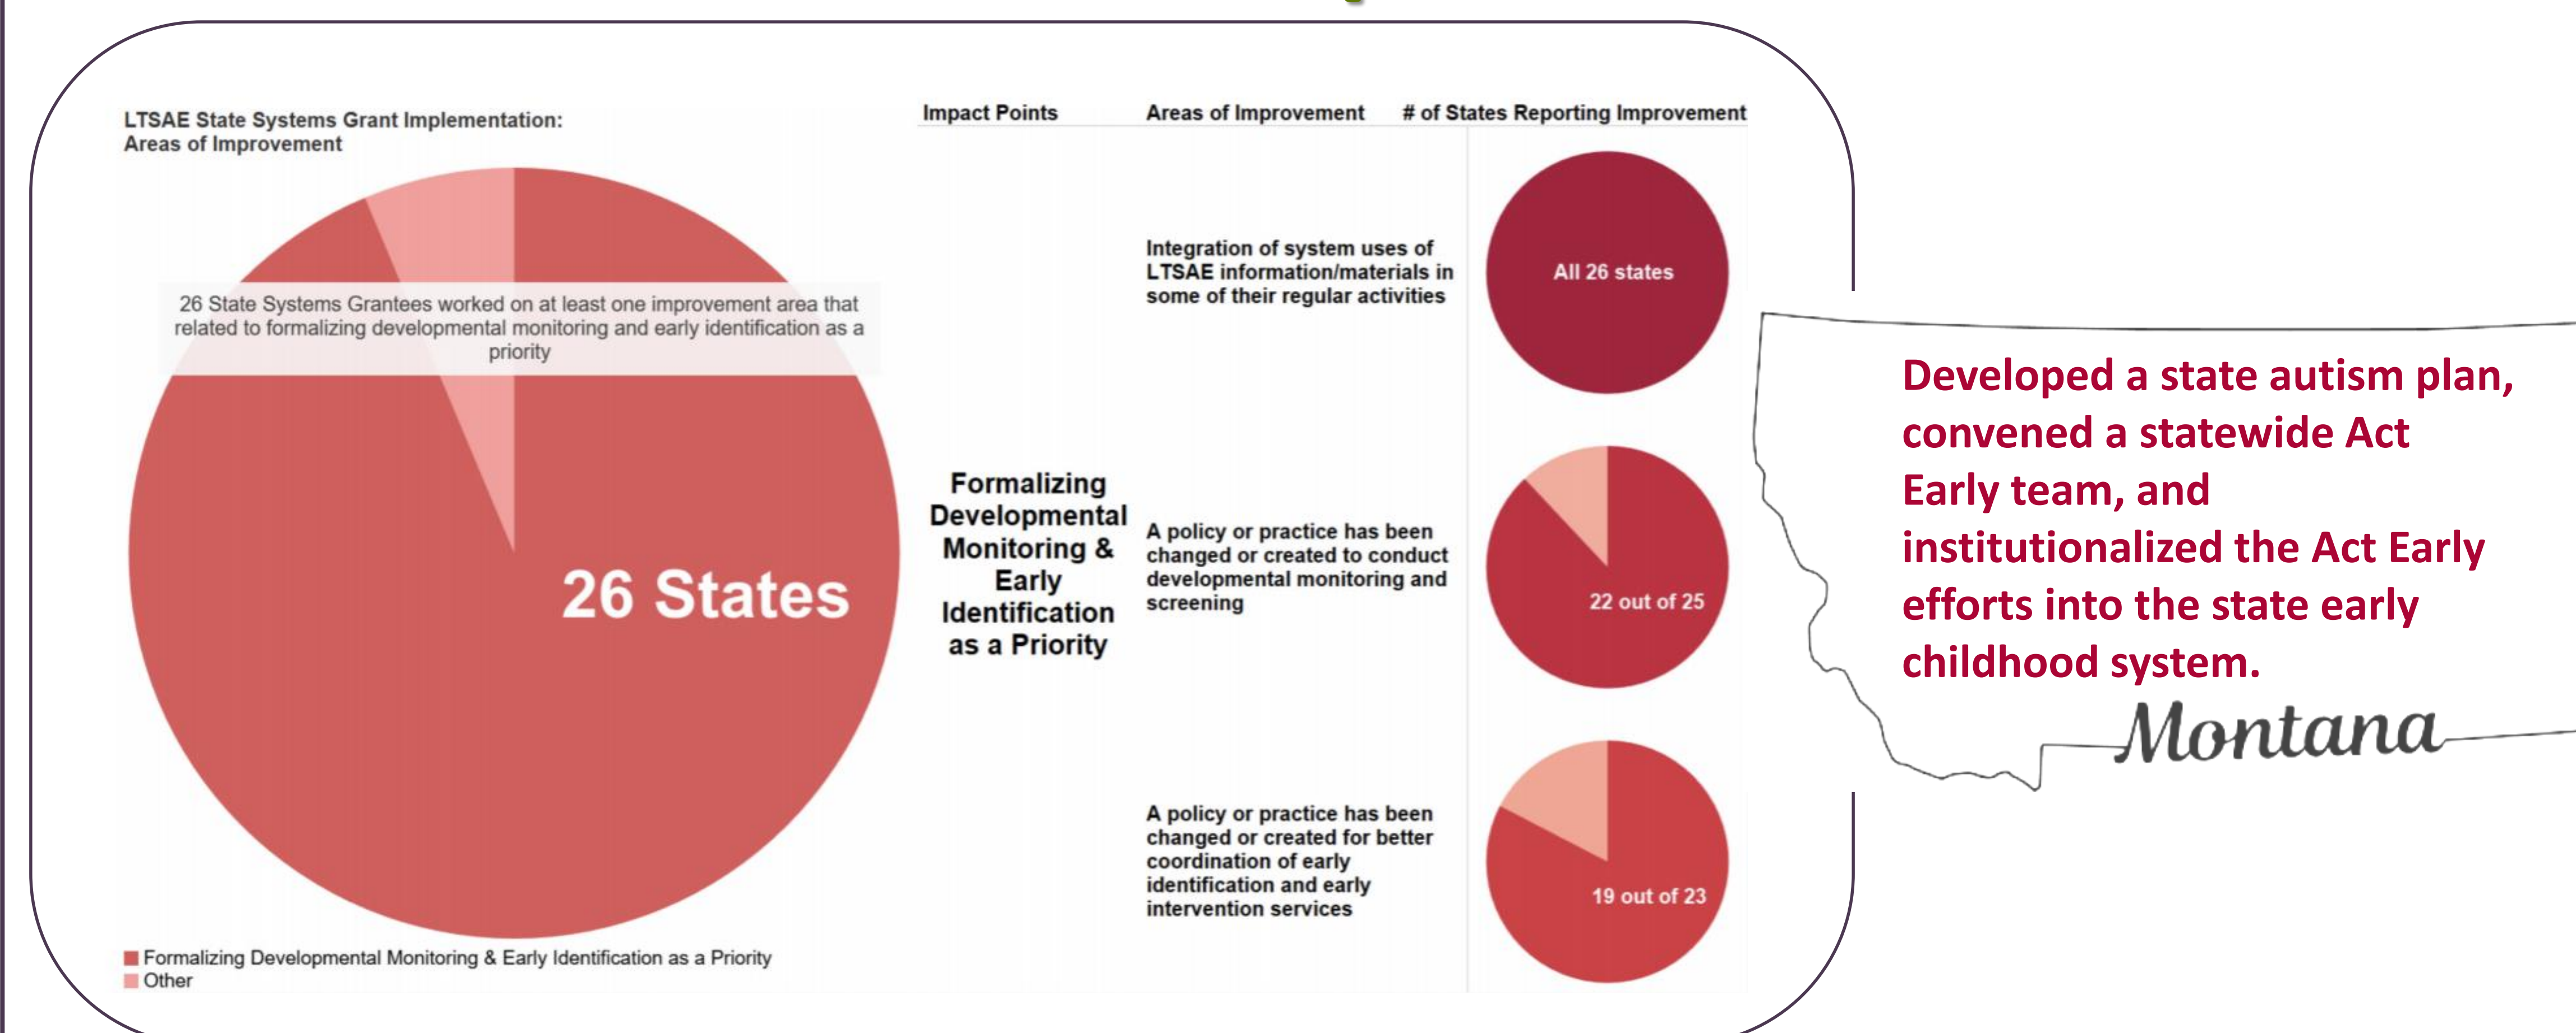 LTSAE State Systems Grant Implementation:
Areas of Improvement
26 State Systems Grantees worked on at least one improvement area that
related to formalizing developmental monitoring and early identification as a
priority
26 States
Formalizing Developmental Monitoring & Early Identification as a Priority
Other
Impact Points
Areas of Improvement
# of States Reporting Improvement
Formalizing
Developmental
Monitoring &
Early
Identification
as a Priority
Integration of system uses of
LTSAE information/materials in
some of their regular activities
All 26 states
A policy or practice has been
changed or created to conduct
developmental monitoring and
screening
22 out of 25
A policy or practice has been
changed or created for better
coordination of early
identification and early
intervention services
19 out of 23
Developed a state autism plan,
convened a statewide Act
Early team, and
institutionalized the Act Early
efforts into the state early
childhood system.
Montana